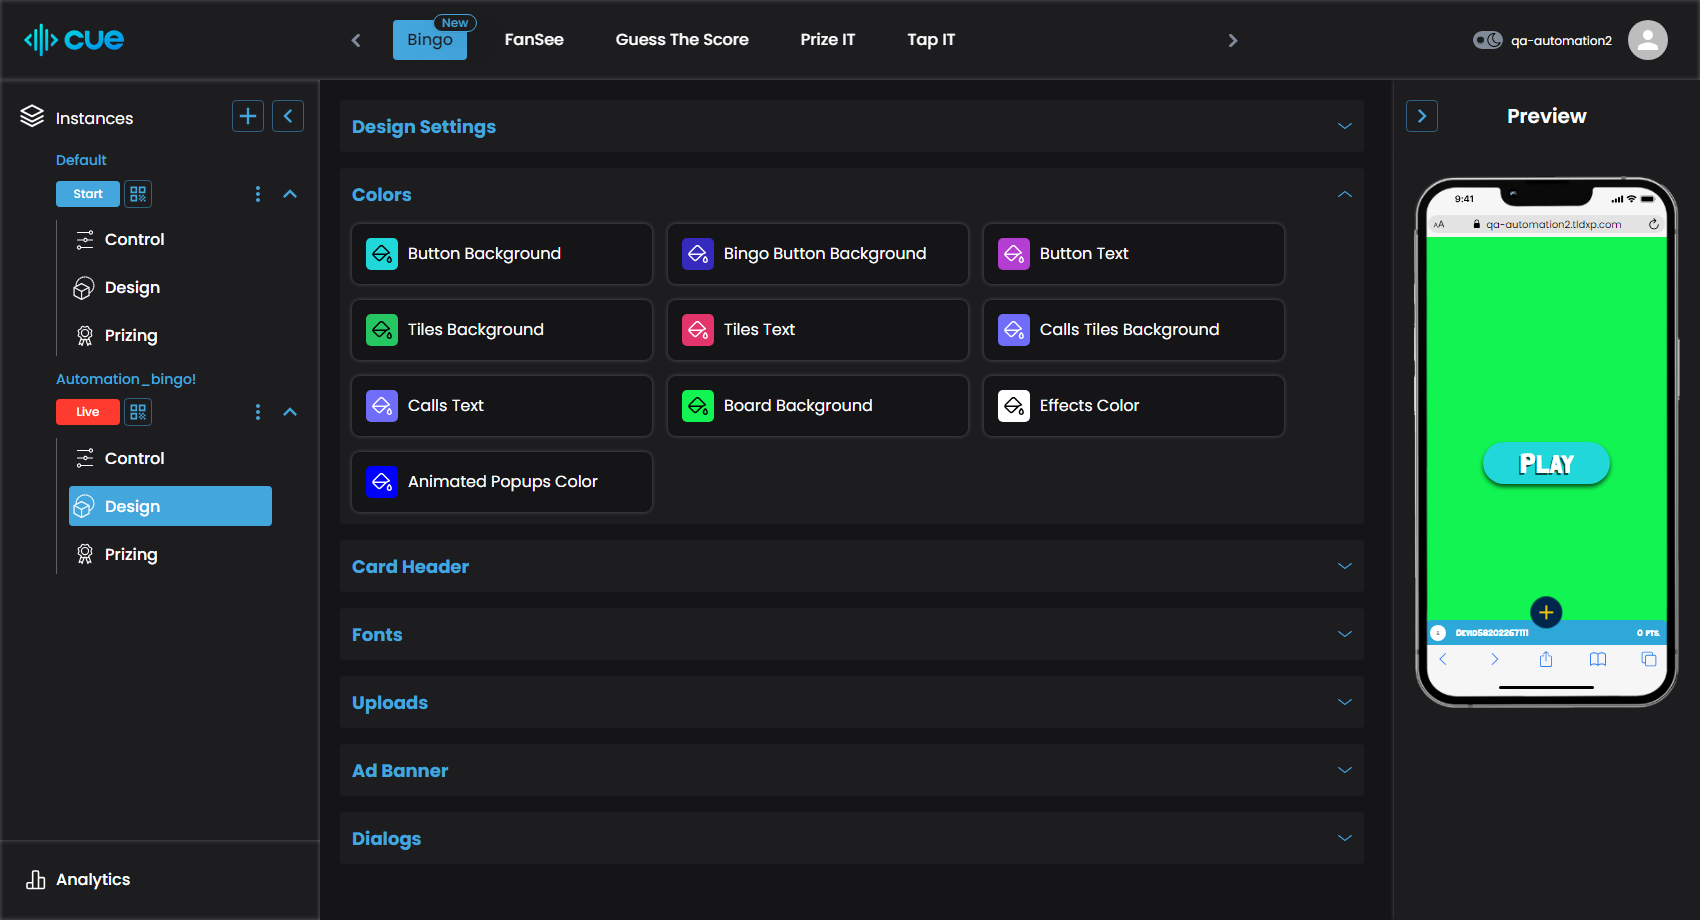 cue
Bingo
New
FanSee
Guess The Score
Prize IT
Tap IT
qa-automation2
Instances
Default
Start
Control
Design
Prizing
Automation_bingo!
Live
Control
Design
Prizing
Analytics
Design Settings
Colors
Button Background
Bingo Button Background
Button Text
Tiles Background
Tiles Text
Calls Tiles Background
Calls Text
Board Background
Effects Color
Animated Popups Color
Card Header
Fonts
Uploads
Ad Banner
Dialogs
Preview
9:41
AA
qa-automation2.tldxp.com
PLAY
0 PTS.